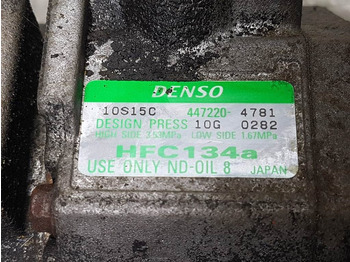 DENSO
10S15C 447220- 4781
DESIGN PRESS 10G 0282
HIGH SIDE 3.53MPa LOW SIDE 1.67MPa
HFC134a
USE ONLY ND-OIL 8 JAPAN